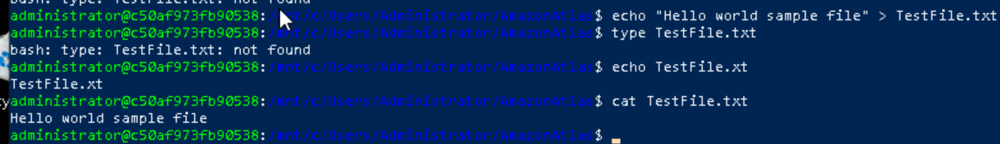 bash: type: TestFile.txt: not found
administrator@c50af973fb90538:/mnt/c/Users/Administrator/AmazonAtlas$ echo "Hello world sample file" > TestFile.txt
administrator@c50af973fb90538:/mnt/c/Users/Administrator/AmazonAtlas$ type TestFile.txt
bash: type: TestFile.txt: not found
administrator@c50af973fb90538:/mnt/c/Users/Administrator/AmazonAtlas$ echo TestFile.xt
TestFile.xt
administrator@c50af973fb90538:/mnt/c/Users/Administrator/AmazonAtlas$ cat TestFile.txt
Hello world sample file
administrator@c50af973fb90538:/mnt/c/Users/Administrator/AmazonAtlas$